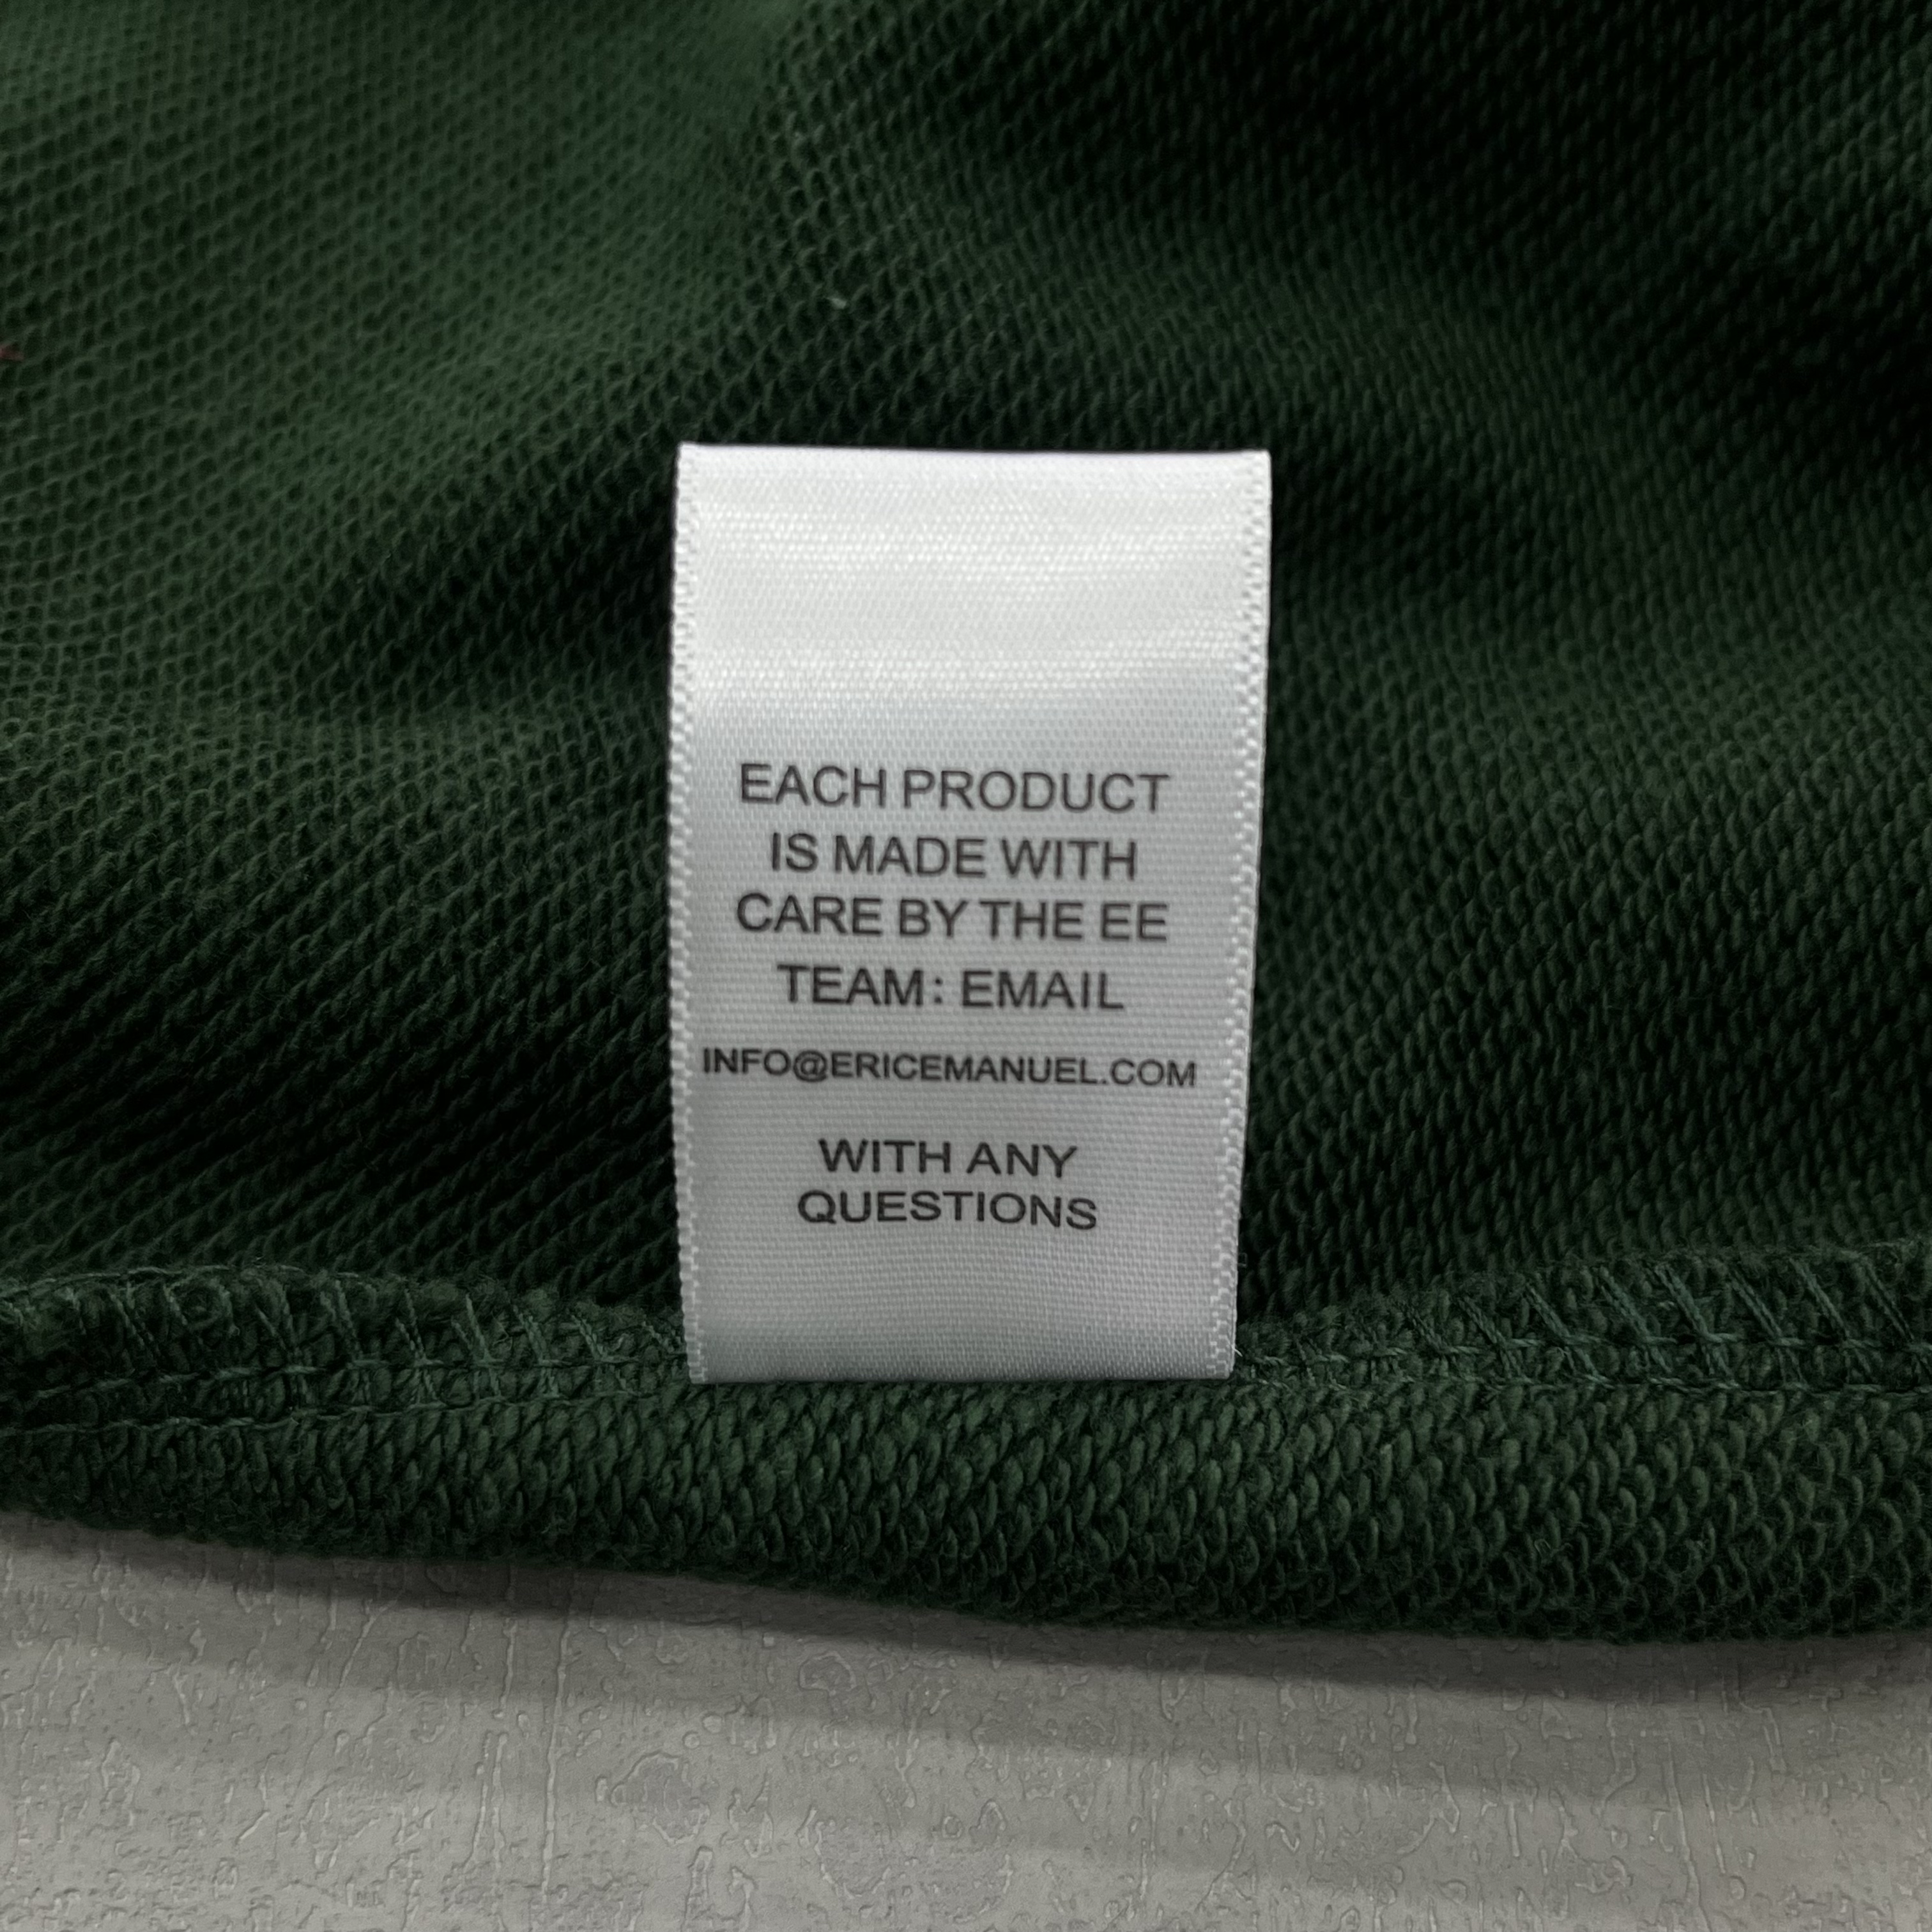 EACH PRODUCT
IS MADE WITH
CARE BY THE EE
TEAM: EMAIL
INFO@ERICEMANUEL.COM
WITH ANY
QUESTIONS